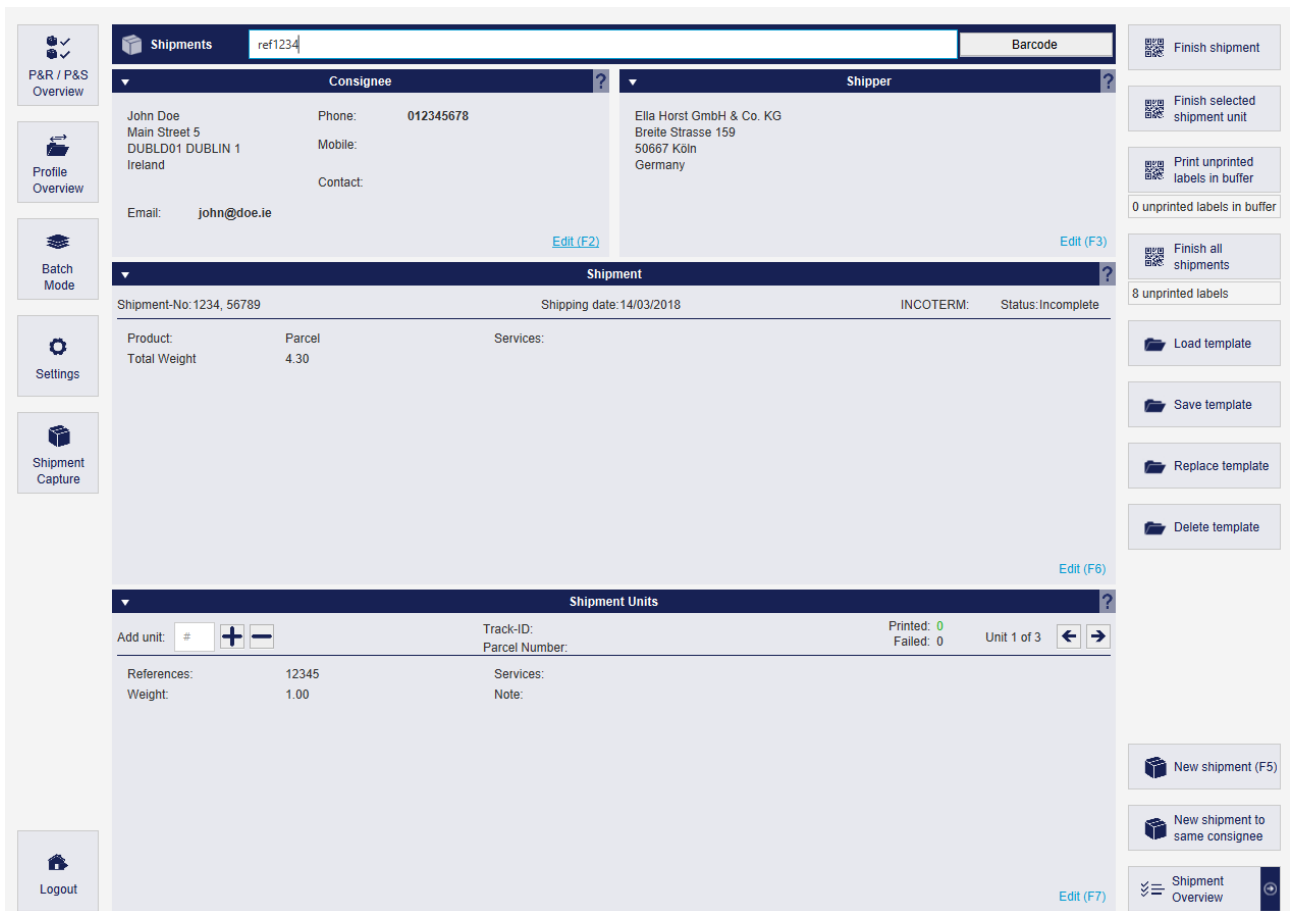 P&R / P&S
Overview
Profile
Overview
Batch
Mode
Settings
Shipment
Capture
Logout
Shipments
ref1234
Barcode
Consignee
?
John Doe
Main Street 5
DUBLD01 DUBLIN 1
Ireland
Phone: 012345678
Mobile:
Contact:
Email: john@doe.ie
Edit (F2)
Shipper
?
Ella Horst GmbH & Co. KG
Breite Strasse 159
50667 Köln
Germany
Edit (F3)
Shipment
?
Shipment-No:1234, 56789 Shipping date:14/03/2018 INCOTERM: Status:Incomplete
Product: Parcel Services:
Total Weight 4.30
Edit (F6)
Shipment Units
?
Add unit: #
Track-ID:
Parcel Number:
Printed: 0
Failed: 0
Unit 1 of 3
References: 12345 Services:
Weight: 1.00 Note:
Edit (F7)
Finish shipment
Finish selected
shipment unit
Print unprinted
labels in buffer
0 unprinted labels in buffer
Finish all
shipments
8 unprinted labels
Load template
Save template
Replace template
Delete template
New shipment (F5)
New shipment to
same consignee
Shipment
Overview